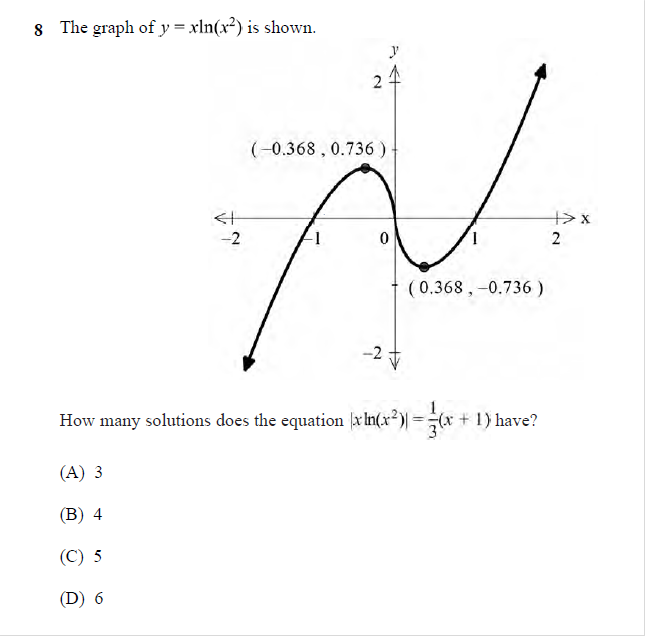 8 The graph of y = xln(x²) is shown.
y
2
(−0.368 , 0.736 )
x
−2 −1 0 1 2
( 0.368 , −0.736 )
−2
How many solutions does the equation |x ln(x²)| = 1/3(x + 1) have?
(A) 3
(B) 4
(C) 5
(D) 6